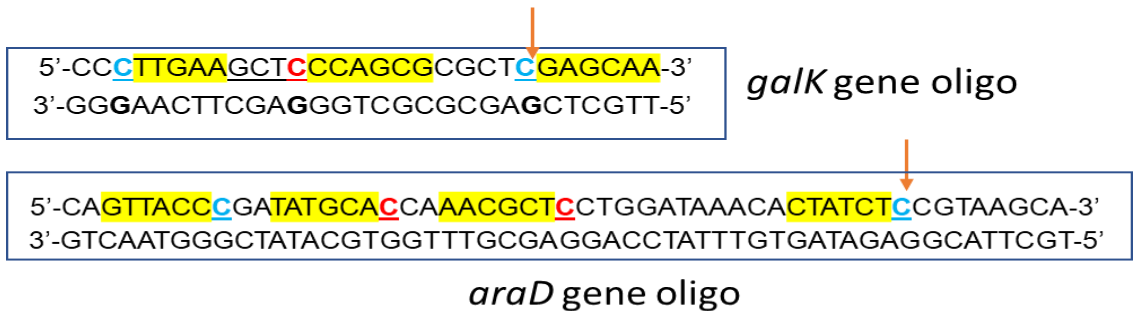 5'-CCCTTGAAGCTCCCAGCGCGCTCGAGCAA-3'
3'-GGGAACTTCGAGGGTCGCGCGAGCTCGTT-5'
galK gene oligo
5'-CAGTTACCCGATATGCACCAAACGCTCCTGGATAAACACTATCTCCGTAAGCA-3'
3'-GTCAATGGGCTATACGTGGTTTGCGAGGACCTATTTGTGATAGAGGCATTCGT-5'
araD gene oligo